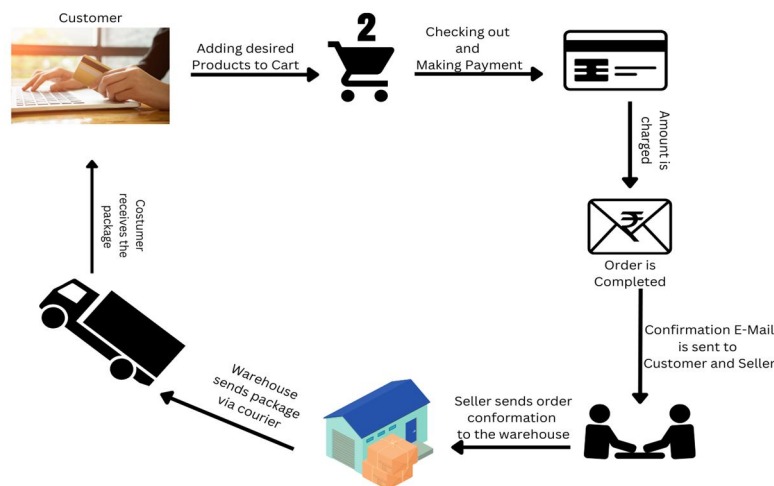 Customer
Adding desired
Products to Cart
2
Checking out
and
Making Payment
Amount is
charged
₹
Order is
Completed
Confirmation E-Mail
is sent to
Customer and Seller
Seller sends order
conformation
to the warehouse
Warehouse
sends package
via courier
Costumer
receives the
package